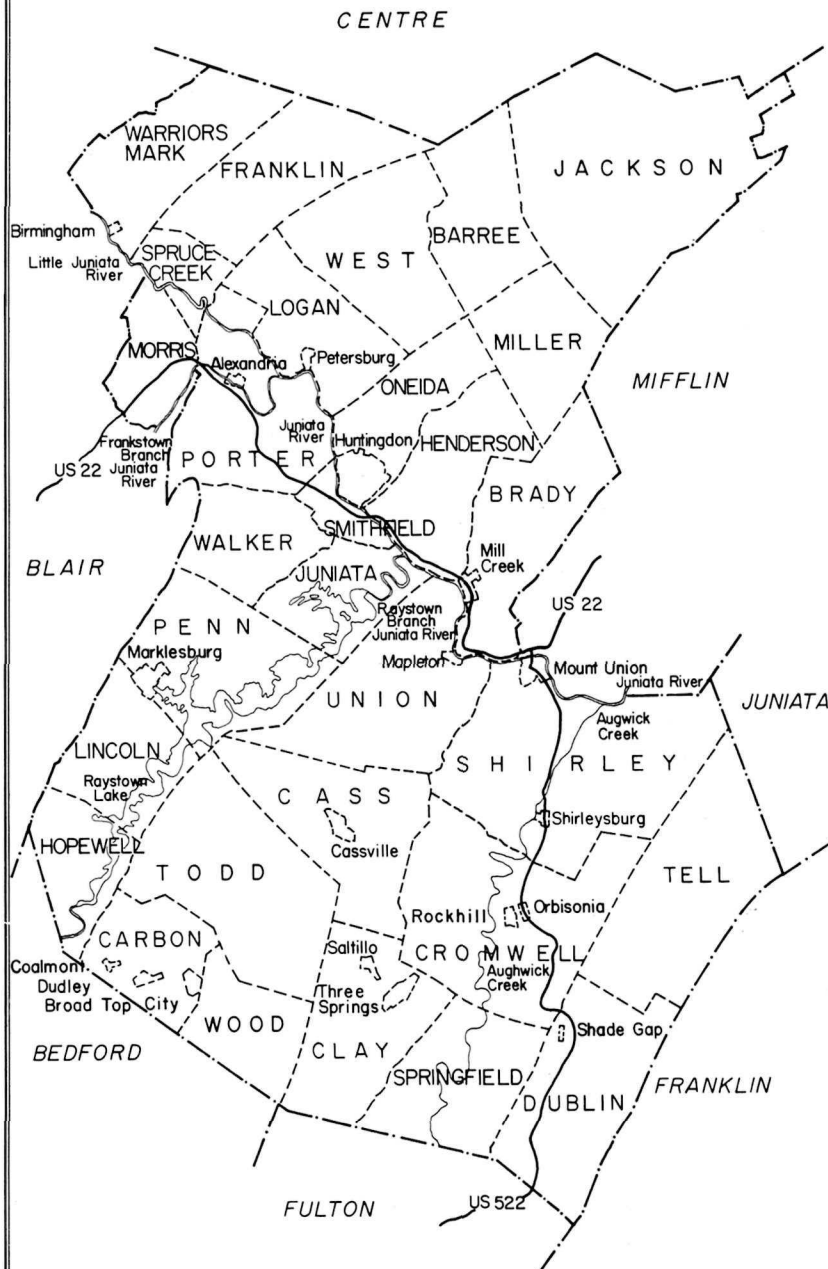 CENTRE
WARRIORS
MARK
FRANKLIN
JACKSON
BARREE
WEST
Birmingham
SPRUCE
CREEK
Little Juniata
River
LOGAN
MILLER
MORRIS
Alexandria
Petersburg
ONEIDA
MIFFLIN
Juniata
River
Huntingdon
HENDERSON
Frankstown
Branch
Juniata
River
US 22
PORTER
BRADY
SMITHFIELD
WALKER
Mill
Creek
BLAIR
JUNIATA
US 22
Raystown
Branch
Juniata River
PENN
Marklesburg
Mapleton
Mount Union
Juniata River
UNION
JUNIATA
Augwick
Creek
LINCOLN
SHIRLEY
Raystown
Lake
CASS
Shirleysburg
HOPEWELL
Cassville
TODD
TELL
Rockhill
Orbisonia
CARBON
Saltillo
CROMWELL
Coalmont
Dudley
Broad Top City
Aughwick
Creek
Three
Springs
WOOD
Shade Gap
BEDFORD
CLAY
SPRINGFIELD
FRANKLIN
DUBLIN
US 522
FULTON